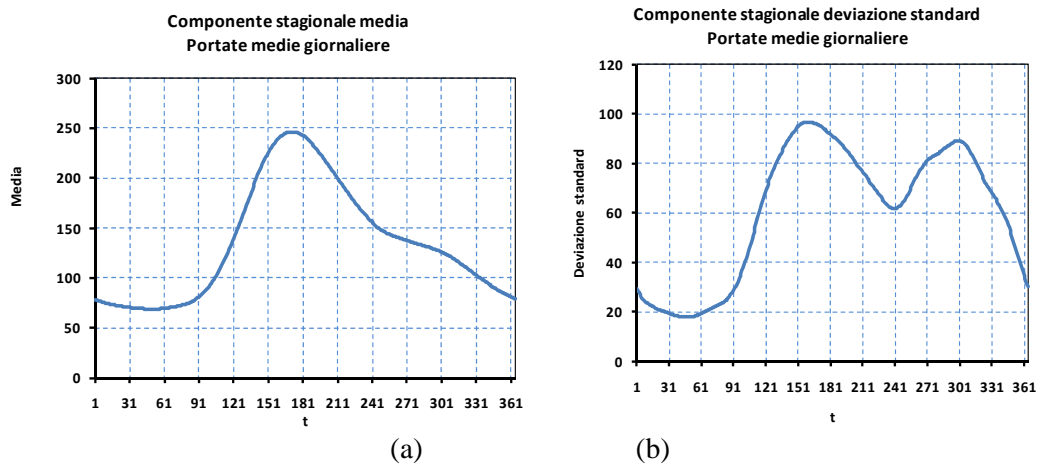 Componente stagionale media
Portate medie giornaliere
300
250
200
150
100
50
0
Media
1 31 61 91 121 151 181 211 241 271 301 331 361
t
(a)
Componente stagionale deviazione standard
Portate medie giornaliere
120
100
80
60
40
20
0
Deviazione standard
1 31 61 91 121 151 181 211 241 271 301 331 361
t
(b)